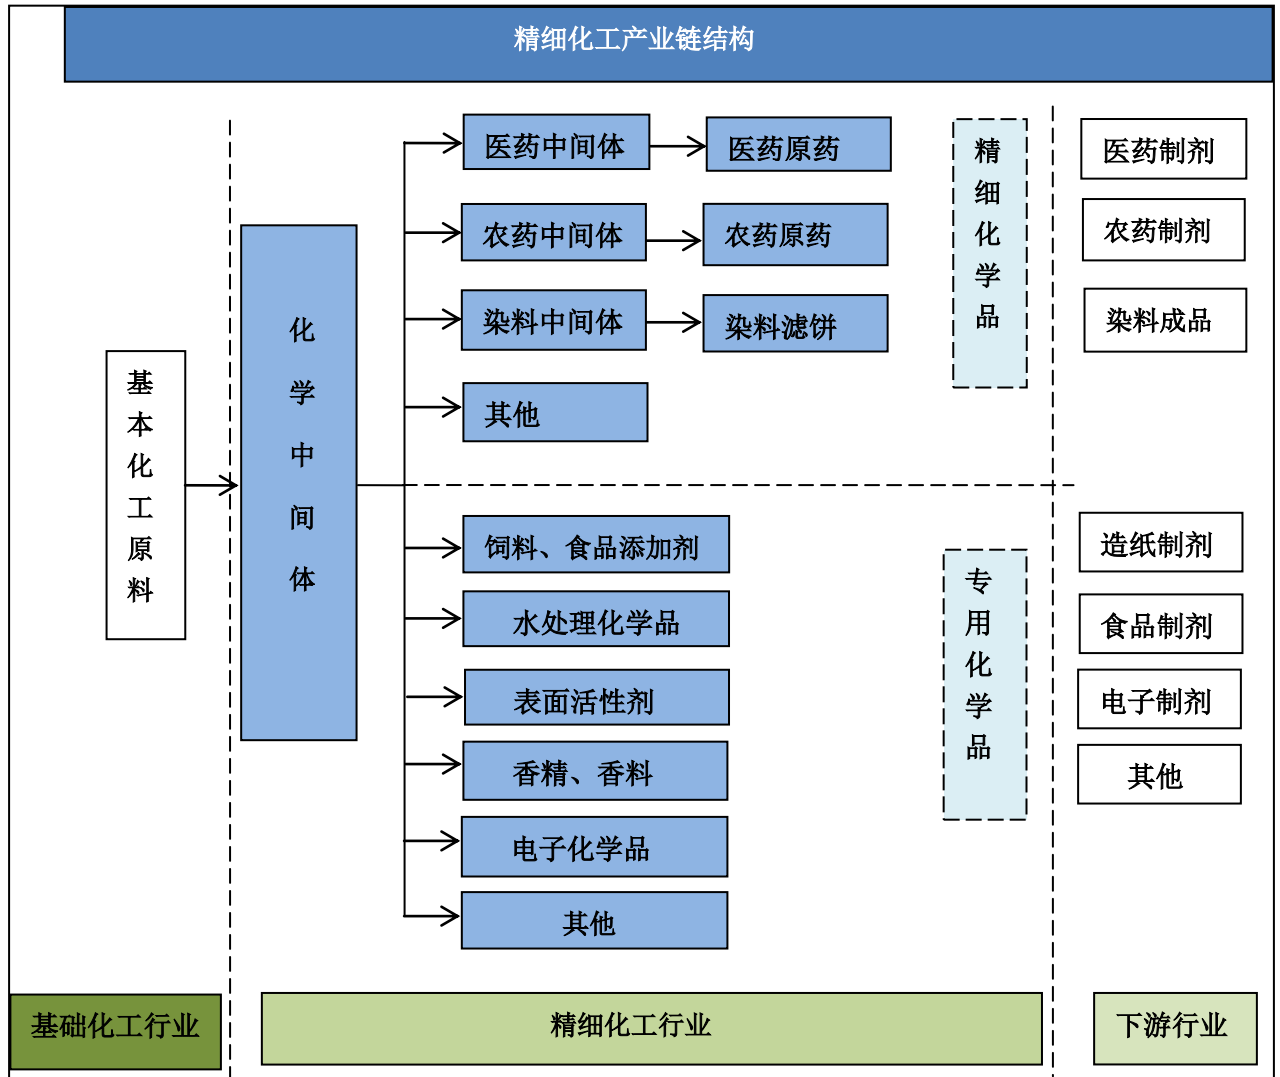 精细化工产业链结构
基本化工原料
化学中间体
医药中间体
医药原药
农药中间体
农药原药
染料中间体
染料滤饼
其他
精细化学品
医药制剂
农药制剂
染料成品
饲料、食品添加剂
水处理化学品
表面活性剂
香精、香料
电子化学品
其他
专用化学品
造纸制剂
食品制剂
电子制剂
其他
基础化工行业
精细化工行业
下游行业